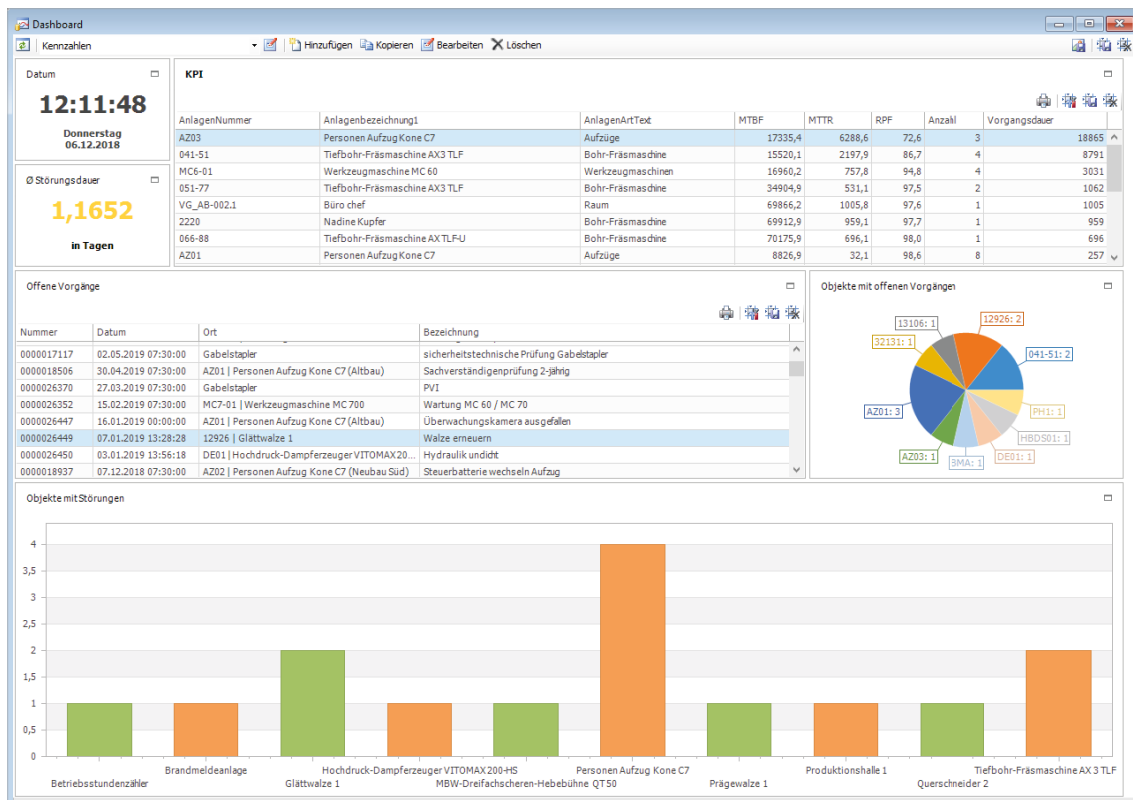 Dashboard
Kennzahlen Hinzufügen Kopieren Bearbeiten Löschen
Datum
12:11:48
Donnerstag
06.12.2018
Ø Störungsdauer
1,1652
in Tagen
KPI
AnlagenNummer Anlagenbezeichnung1 AnlagenArtText MTBF MTTR RPF Anzahl Vorgangsdauer
AZ03 Personen Aufzug Kone C7 Aufzüge 17335,4 6288,6 72,6 3 18865
041-51 Tiefbohr-Fräsmaschine AX3 TLF Bohr-Fräsmaschine 15520,1 2197,9 86,7 4 8791
MC6-01 Werkzeugmaschine MC 60 Werkzeugmaschinen 16960,2 757,8 94,8 4 3031
051-77 Tiefbohr-Fräsmaschine AX3 TLF Bohr-Fräsmaschine 34904,9 531,1 97,5 2 1062
VG_AB-002.1 Büro chef Raum 69866,2 1005,8 97,6 1 1005
2220 Nadine Kupfer Bohr-Fräsmaschine 69912,9 959,1 97,7 1 959
066-88 Tiefbohr-Fräsmaschine AX TLF-U Bohr-Fräsmaschine 70175,9 696,1 98,0 1 696
AZ01 Personen Aufzug Kone C7 Aufzüge 8826,9 32,1 98,6 8 257
Offene Vorgänge
Nummer Datum Ort Bezeichnung
0000017117 02.05.2019 07:30:00 Gabelstapler sicherheitstechnische Prüfung Gabelstapler
0000018506 30.04.2019 07:30:00 AZ01 | Personen Aufzug Kone C7 (Altbau) Sachverständigenprüfung 2-jährig
0000026370 27.03.2019 07:30:00 Gabelstapler PVI
0000026352 15.02.2019 07:30:00 MC7-01 | Werkzeugmaschine MC 700 Wartung MC 60 / MC 70
0000026447 16.01.2019 00:00:00 AZ01 | Personen Aufzug Kone C7 (Altbau) Überwachungskamera ausgefallen
0000026449 07.01.2019 13:28:28 12926 | Glättwalze 1 Walze erneuern
0000026450 03.01.2019 13:56:18 DE01 | Hochdruck-Dampferzeuger VITOMAX 20... Hydraulik undicht
0000018937 07.12.2018 07:30:00 AZ02 | Personen Aufzug Kone C7 (Neubau Süd) Steuerbatterie wechseln Aufzug
Objekte mit offenen Vorgängen
12926: 2
13106: 1
32131: 1
041-51: 2
AZ01: 3
PH1: 1
HBDS01: 1
AZ03: 1
BMA: 1
DE01: 1
Objekte mit Störungen
4
3,5
3
2,5
2
1,5
1
0,5
0
Brandmeldeanlage Hochdruck-Dampferzeuger VITOMAX 200-HS Personen Aufzug Kone C7 Produktionshalle 1 Tiefbohr-Fräsmaschine AX 3 TLF
Betriebsstundenzähler Glättwalze 1 MBW-Dreifachscheren-Hebebühne QT 50 Prägewalze 1 Querschneider 2